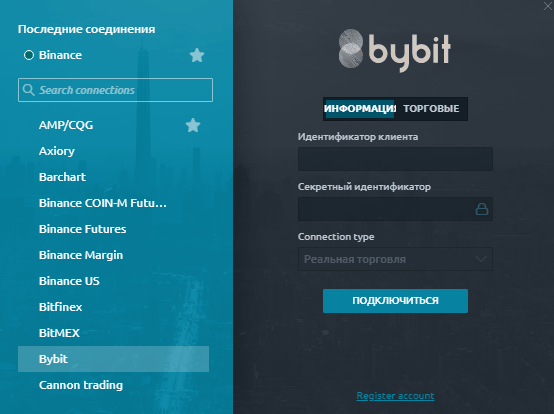 Последние соединения
Binance
Search connections
AMP/CQG
Axiory
Barchart
Binance COIN-M Futu...
Binance Futures
Binance Margin
Binance US
Bitfinex
BitMEX
Bybit
Cannon trading
bybit
ИНФОРМАЦИ ТОРГОВЫЕ
Идентификатор клиента
Секретный идентификатор
Connection type
Реальная торговля
ПОДКЛЮЧИТЬСЯ
Register account